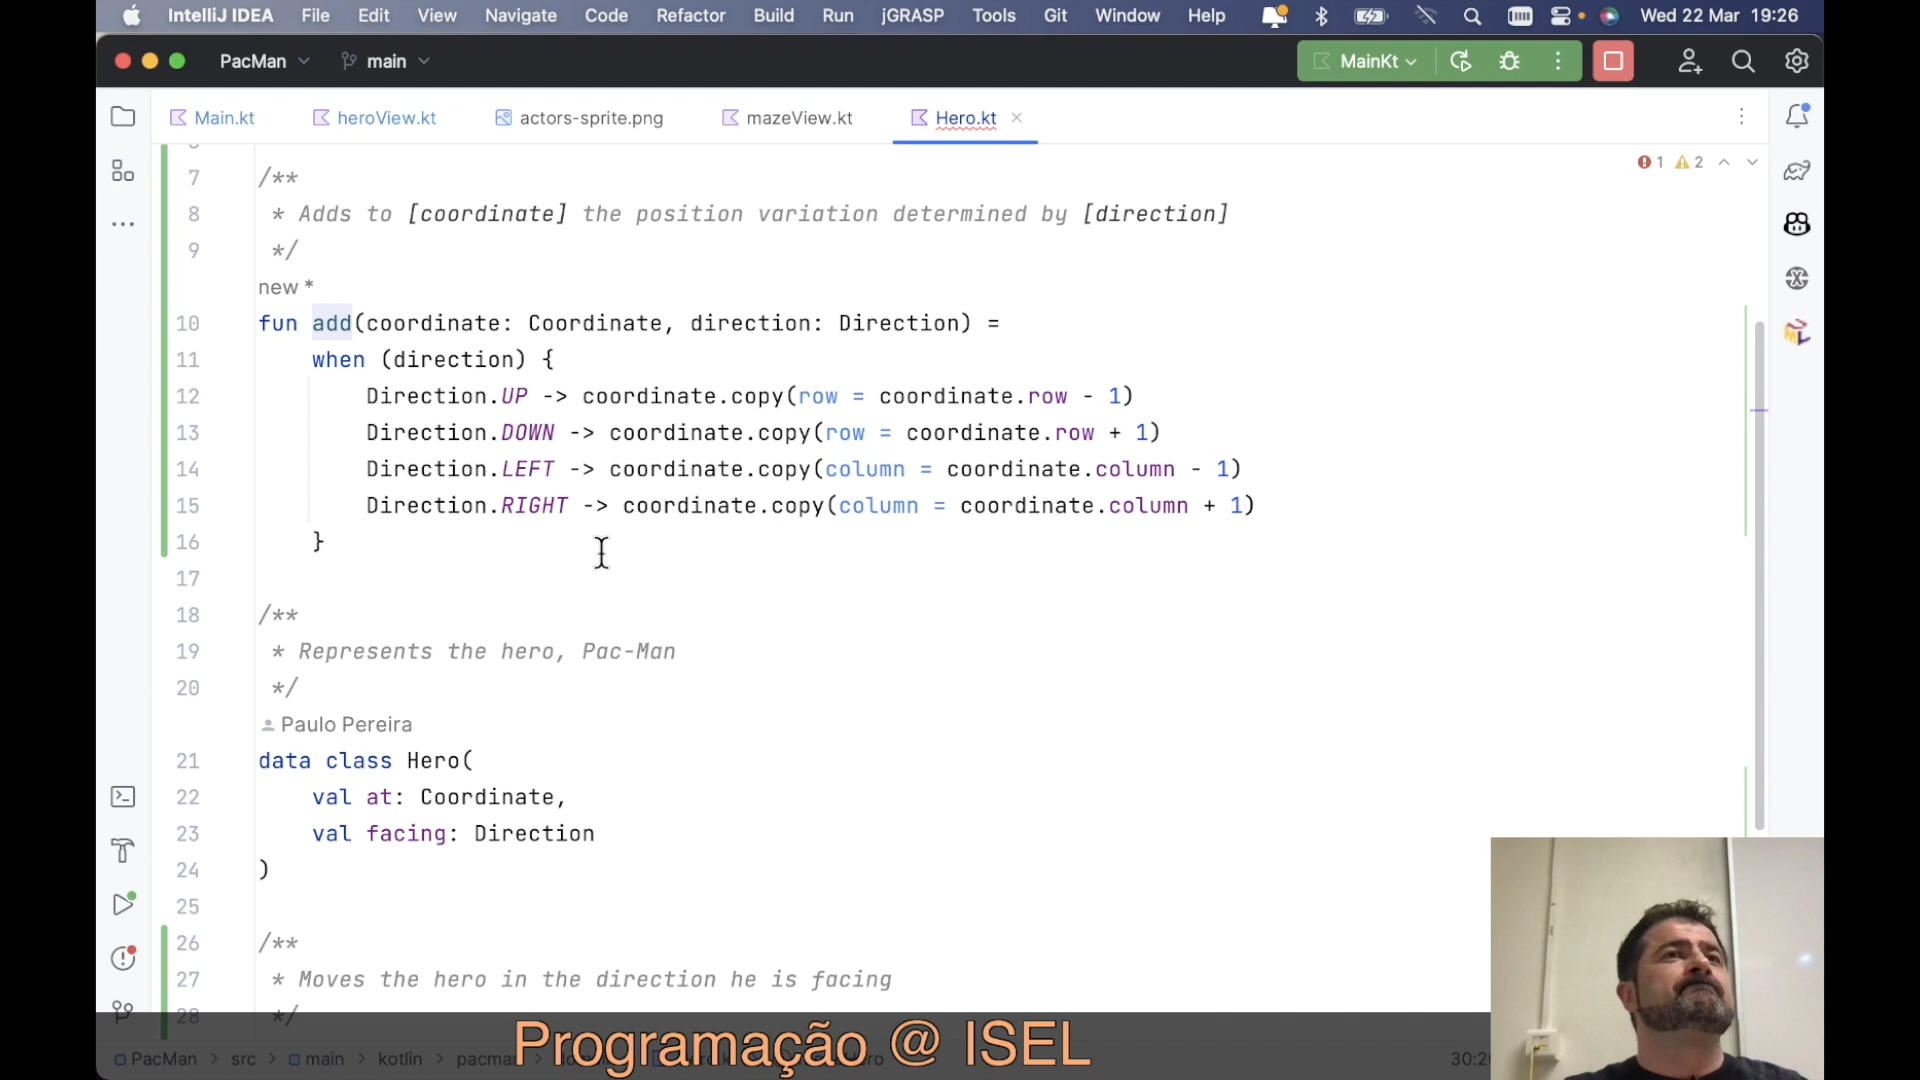 IntelliJ IDEA File Edit View Navigate Code Refactor Build Run jGRASP Tools Git Window Help Wed 22 Mar 19:26
PacMan main MainKt
Main.kt heroView.kt actors-sprite.png mazeView.kt Hero.kt
1 2
7 /**
8 * Adds to [coordinate] the position variation determined by [direction]
9 */
new *
10 fun add(coordinate: Coordinate, direction: Direction) =
11 when (direction) {
12 Direction.UP -> coordinate.copy(row = coordinate.row - 1)
13 Direction.DOWN -> coordinate.copy(row = coordinate.row + 1)
14 Direction.LEFT -> coordinate.copy(column = coordinate.column - 1)
15 Direction.RIGHT -> coordinate.copy(column = coordinate.column + 1)
16 }
17
18 /**
19 * Represents the hero, Pac-Man
20 */
Paulo Pereira
21 data class Hero(
22 val at: Coordinate,
23 val facing: Direction
24 )
25
26 /**
27 * Moves the hero in the direction he is facing
28 */
Programação @ ISEL
PacMan > src > main > kotlin >